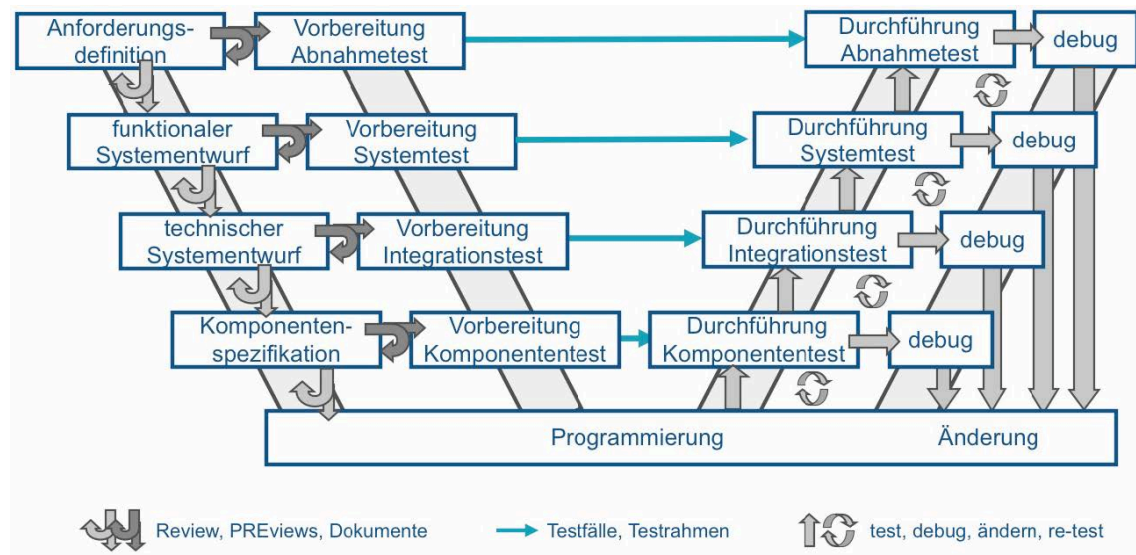 Anforderungs-
definition
Vorbereitung
Abnahmetest
Durchführung
Abnahmetest
debug
funktionaler
Systementwurf
Vorbereitung
Systemtest
Durchführung
Systemtest
debug
technischer
Systementwurf
Vorbereitung
Integrationstest
Durchführung
Integrationstest
debug
Komponenten-
spezifikation
Vorbereitung
Komponententest
Durchführung
Komponententest
debug
Programmierung
Änderung
Review, PREviews, Dokumente
Testfälle, Testrahmen
test, debug, ändern, re-test